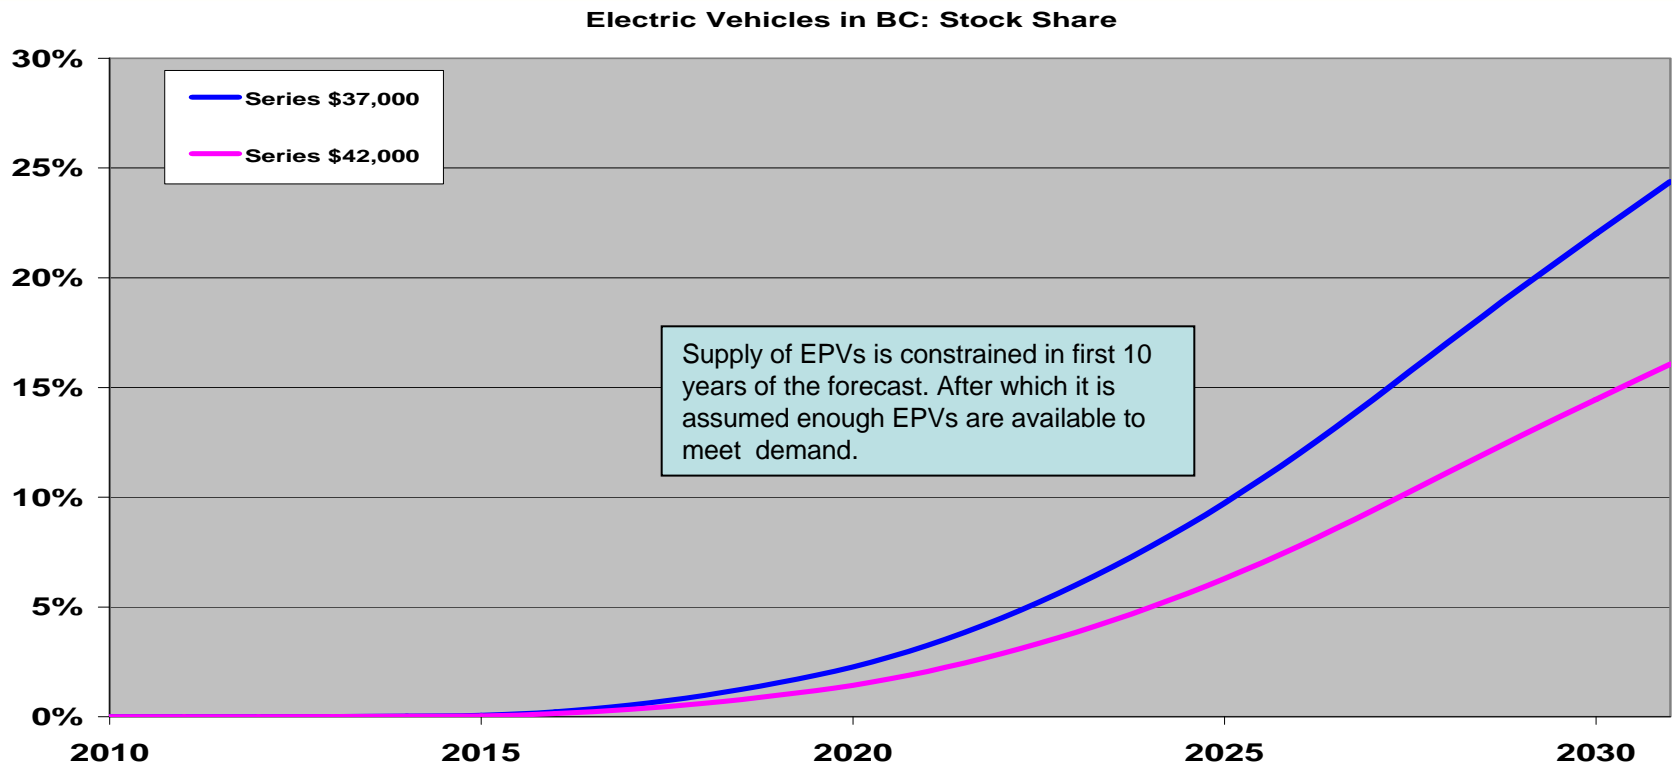 Electric Vehicles in BC: Stock Share
30%
25%
20%
15%
10%
5%
0%
Series $37,000
Series $42,000
Supply of EPVs is constrained in first 10
years of the forecast. After which it is
assumed enough EPVs are available to
meet  demand.
2010
2015
2020
2025
2030